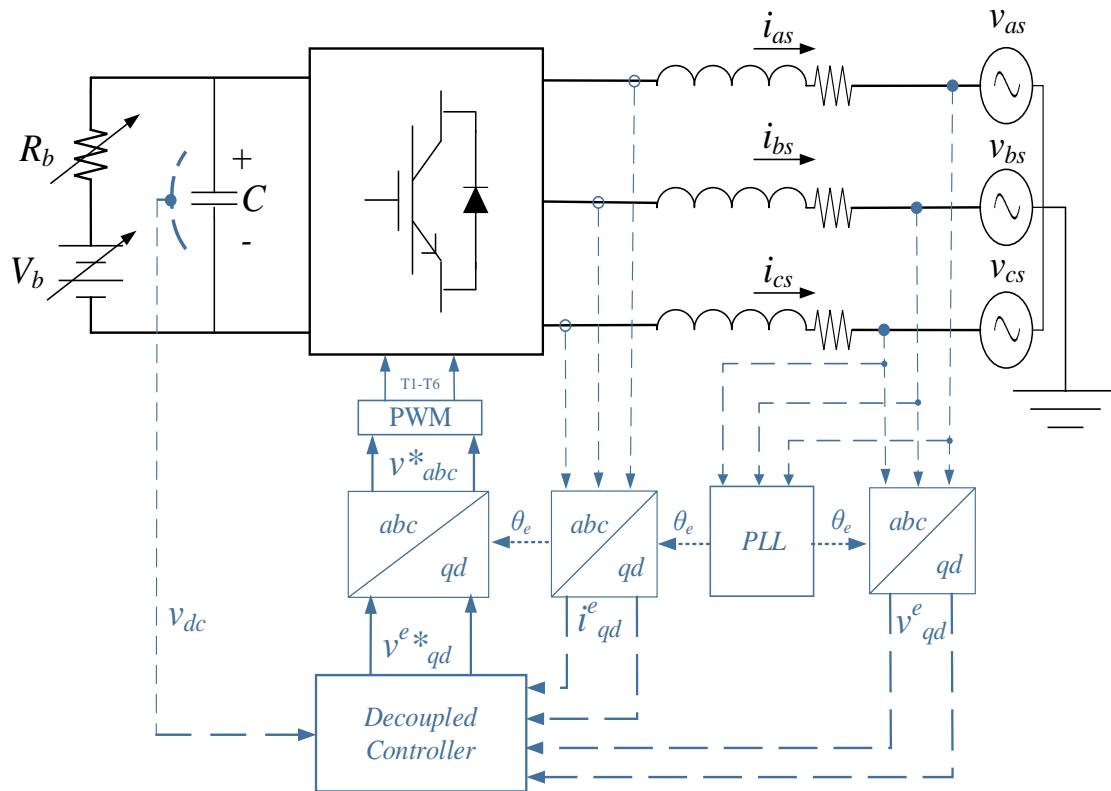 v_as
i_as
R_b
+
C
-
V_b
i_bs
v_bs
i_cs
v_cs
T1-T6
PWM
v*_abc
abc
qd
θ_e
abc
qd
θ_e
PLL
θ_e
abc
qd
v_dc
v^e*_qd
i^e_qd
v^e_qd
Decoupled
Controller